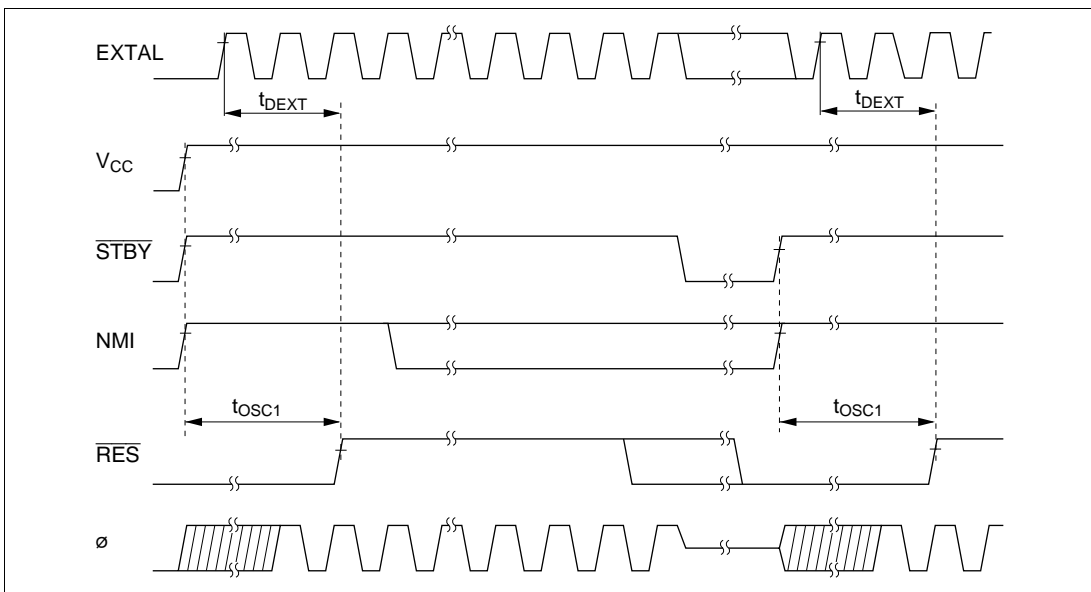 EXTAL
tDEXT tDEXT
VCC
STBY
NMI
tOSC1 tOSC1
RES
ø